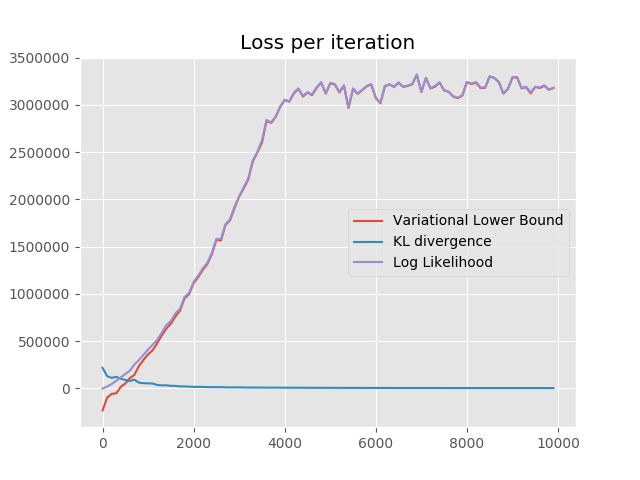 Loss per iteration
3500000
3000000
2500000
2000000
1500000
1000000
500000
0
Variational Lower Bound
KL divergence
Log Likelihood
0 2000 4000 6000 8000 10000